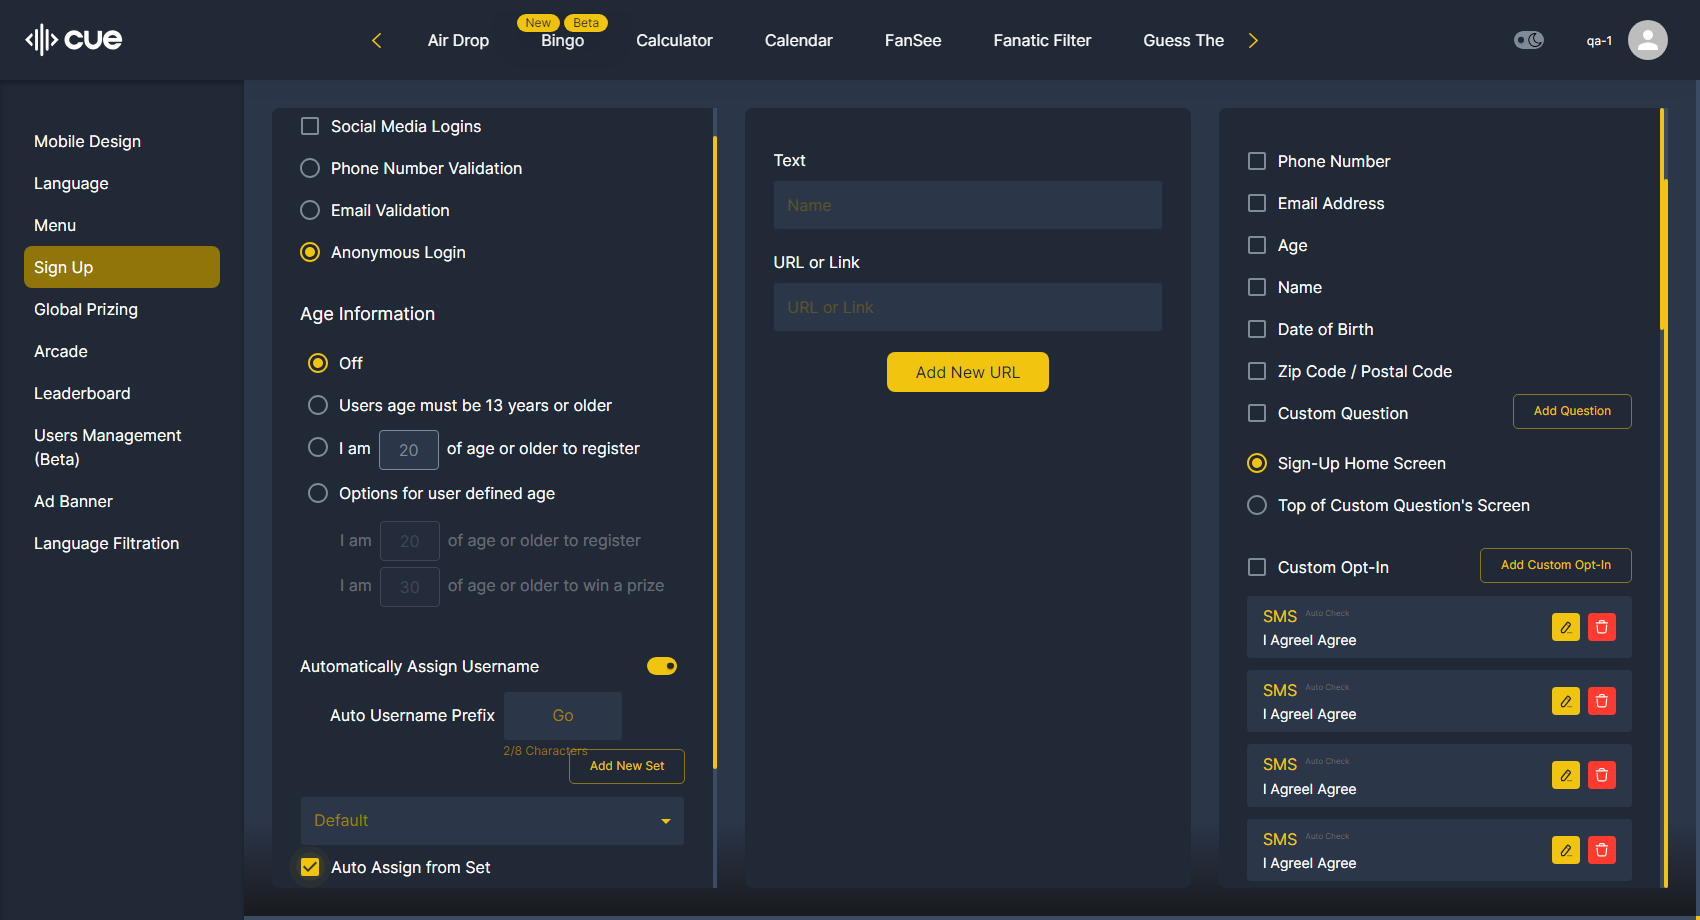 cue
Air Drop
New
Beta
Bingo
Calculator
Calendar
FanSee
Fanatic Filter
Guess The
qa-1
Mobile Design
Language
Menu
Sign Up
Global Prizing
Arcade
Leaderboard
Users Management
(Beta)
Ad Banner
Language Filtration
Social Media Logins
Phone Number Validation
Email Validation
Anonymous Login
Age Information
Off
Users age must be 13 years or older
I am 20 of age or older to register
Options for user defined age
I am 20 of age or older to register
I am 30 of age or older to win a prize
Automatically Assign Username
Auto Username Prefix Go
2/8 Characters
Add New Set
Default
Auto Assign from Set
Text
Name
URL or Link
URL or Link
Add New URL
Phone Number
Email Address
Age
Name
Date of Birth
Zip Code / Postal Code
Custom Question
Add Question
Sign-Up Home Screen
Top of Custom Question's Screen
Custom Opt-In
Add Custom Opt-In
SMS Auto Check
I AgreeI Agree
SMS Auto Check
I AgreeI Agree
SMS Auto Check
I AgreeI Agree
SMS Auto Check
I AgreeI Agree